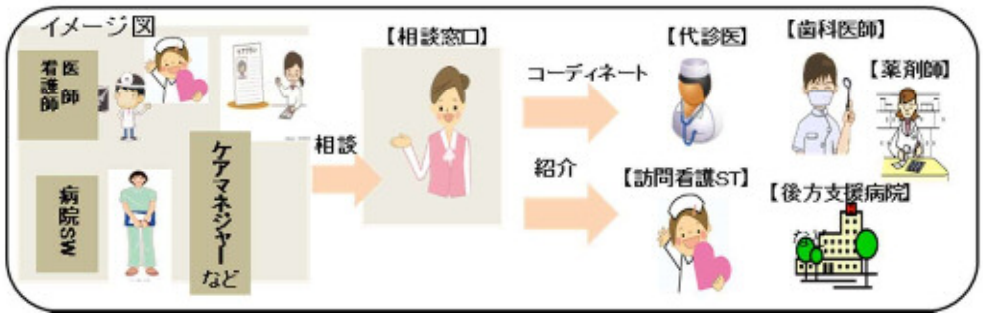 イメージ図
医師
看護師
病院SW
ケアマネジャー
など
相談
【相談窓口】
コーディネート
紹介
【代診医】
【歯科医師】
【薬剤師】
【訪問看護ST】
【後方支援病院】
など